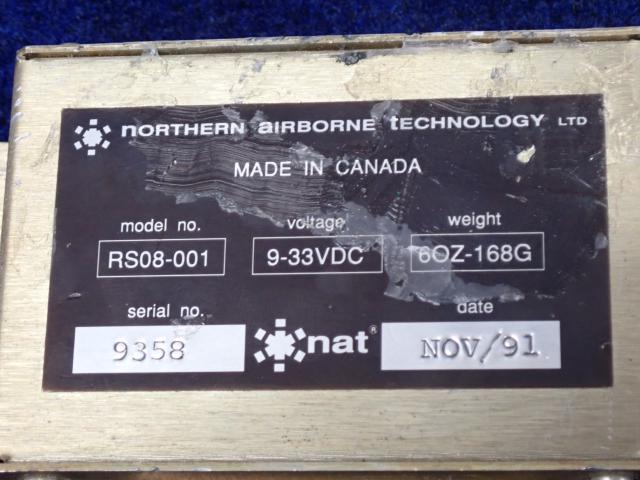 nORTHERN aIRBORNE tECHNOLOGY LTD
MADE IN CANADA
model no. voltage weight
RS08-001 9-33VDC 6OZ-168G
serial no. date
9358 nat® NOV/91